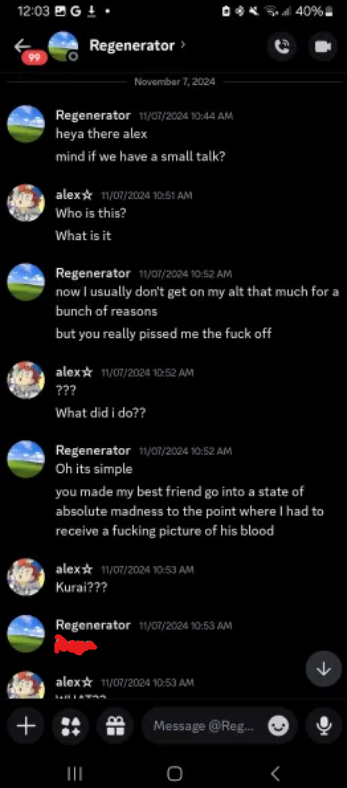 12:03
40%
99
Regenerator
November 7, 2024
Regenerator 11/07/2024 10:44 AM
heya there alex
mind if we have a small talk?
alex☆ 11/07/2024 10:51 AM
Who is this?
What is it
Regenerator 11/07/2024 10:52 AM
now I usually don't get on my alt that much for a
bunch of reasons
but you really pissed me the fuck off
alex☆ 11/07/2024 10:52 AM
???
What did i do??
Regenerator 11/07/2024 10:52 AM
Oh its simple
you made my best friend go into a state of
absolute madness to the point where I had to
receive a fucking picture of his blood
alex☆ 11/07/2024 10:53 AM
Kurai???
Regenerator 11/07/2024 10:53 AM
alex☆ 11/07/2024 10:53 AM
WHAT??
Message @Reg...